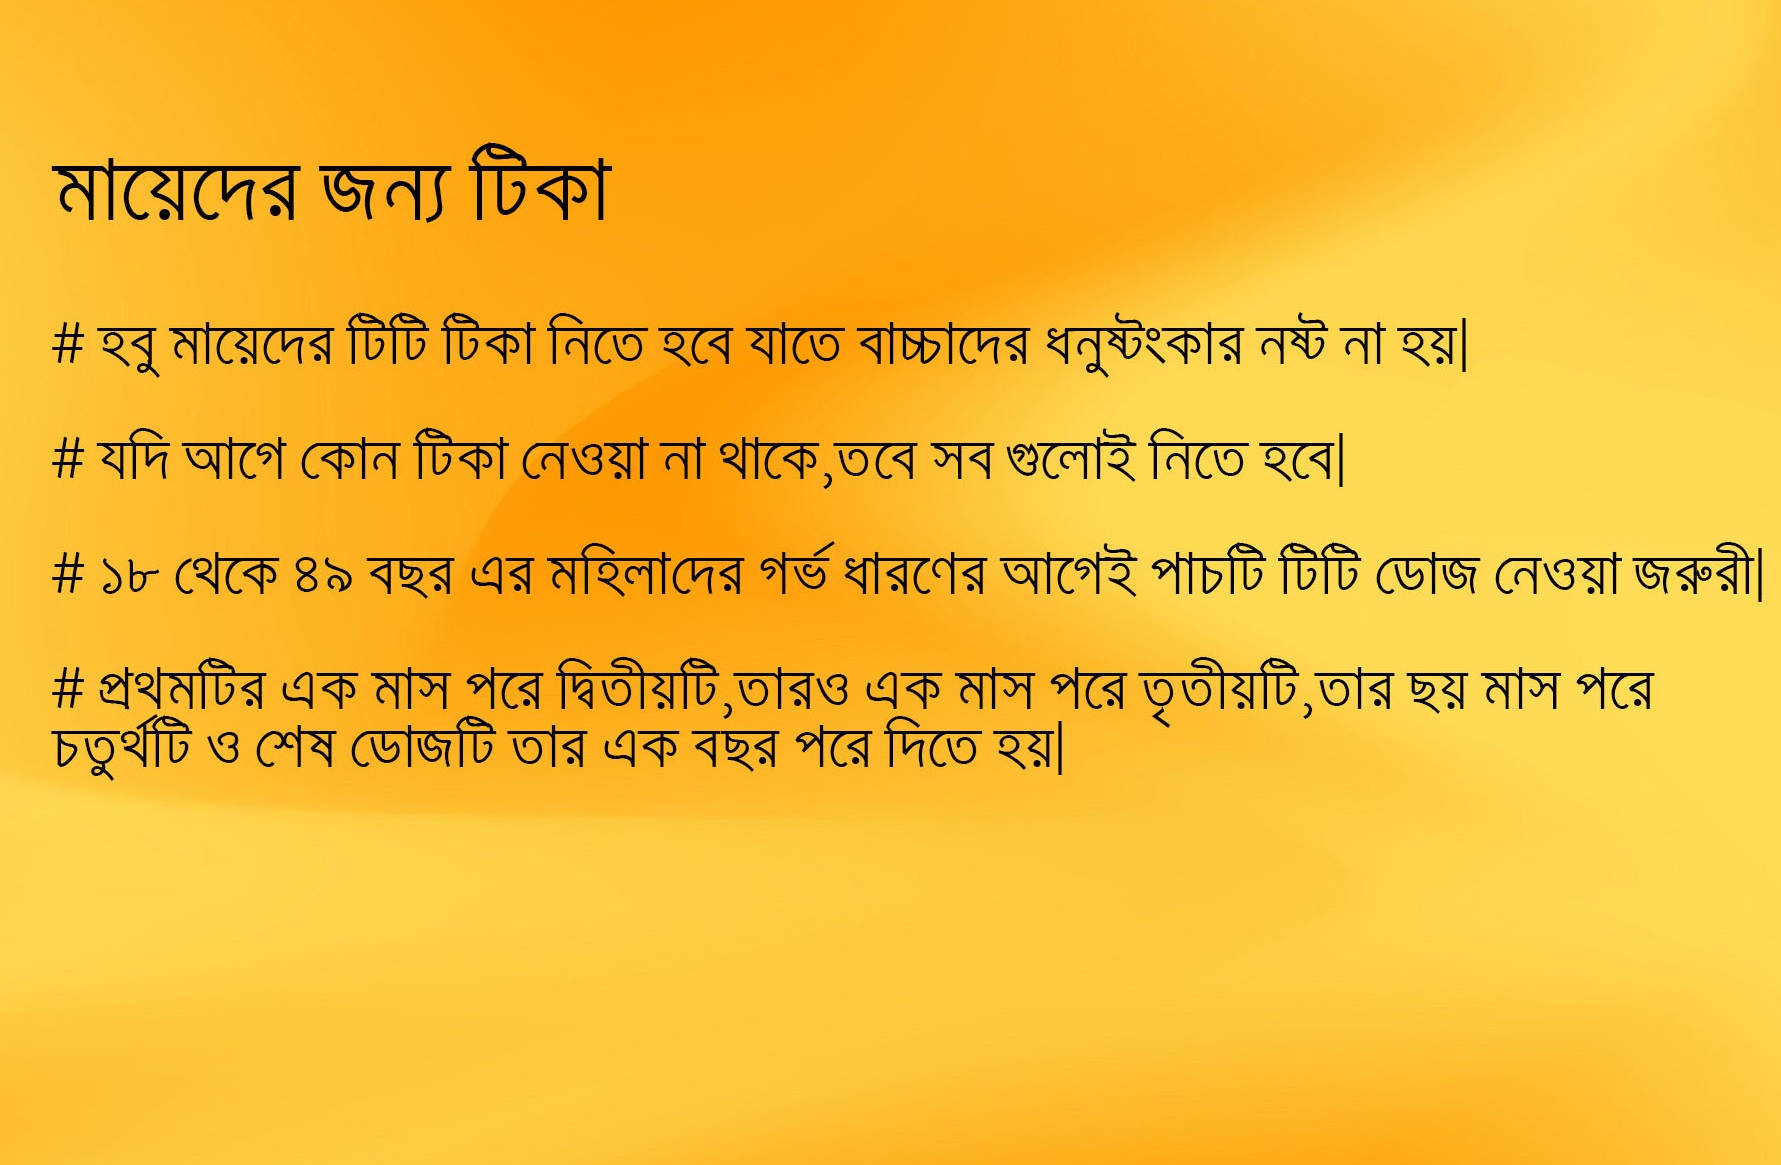 মায়েদের জন্য টিকা
# হবু মায়েদের টিটি টিকা নিতে হবে যাতে বাচ্চাদের ধনুষ্টংকার নষ্ট না হয়|
# যদি আগে কোন টিকা নেওয়া না থাকে,তবে সব গুলোই নিতে হবে|
# ১৮ থেকে ৪৯ বছর এর মহিলাদের গর্ভ ধারণের আগেই পাচটি টিটি ডোজ নেওয়া জরুরী|
# প্রথমটির এক মাস পরে দ্বিতীয়টি,তারও এক মাস পরে তৃতীয়টি,তার ছয় মাস পরে
চতুর্থটি ও শেষ ডোজটি তার এক বছর পরে দিতে হয়|